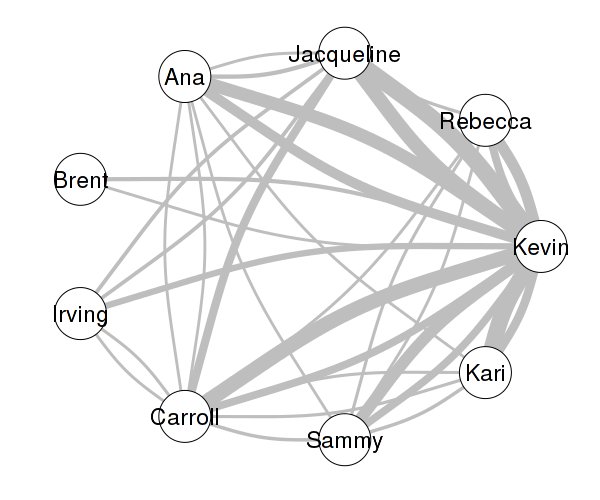 Jacqueline
Ana
Rebecca
Brent
Kevin
Irving
Kari
Carroll
Sammy